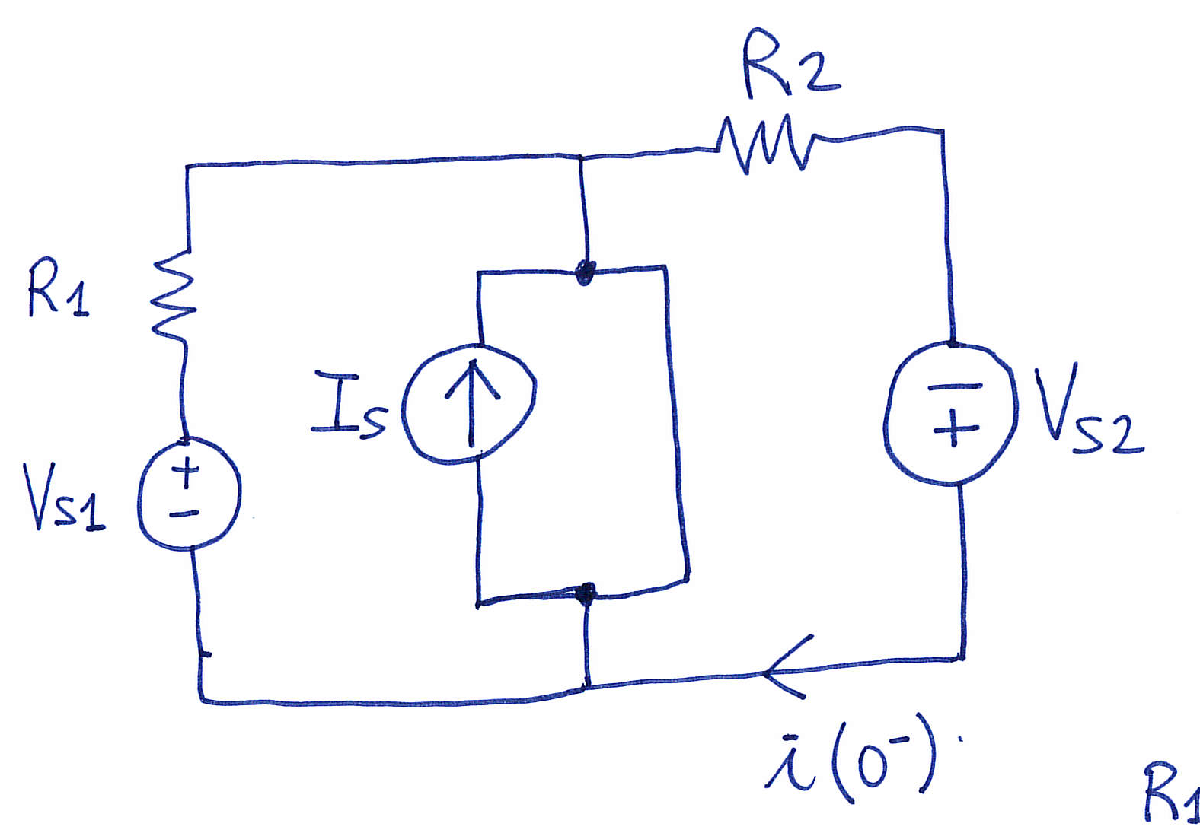 R2
R1
Is
VS2
+
-
VS1
-
+
i(0⁻)
R1